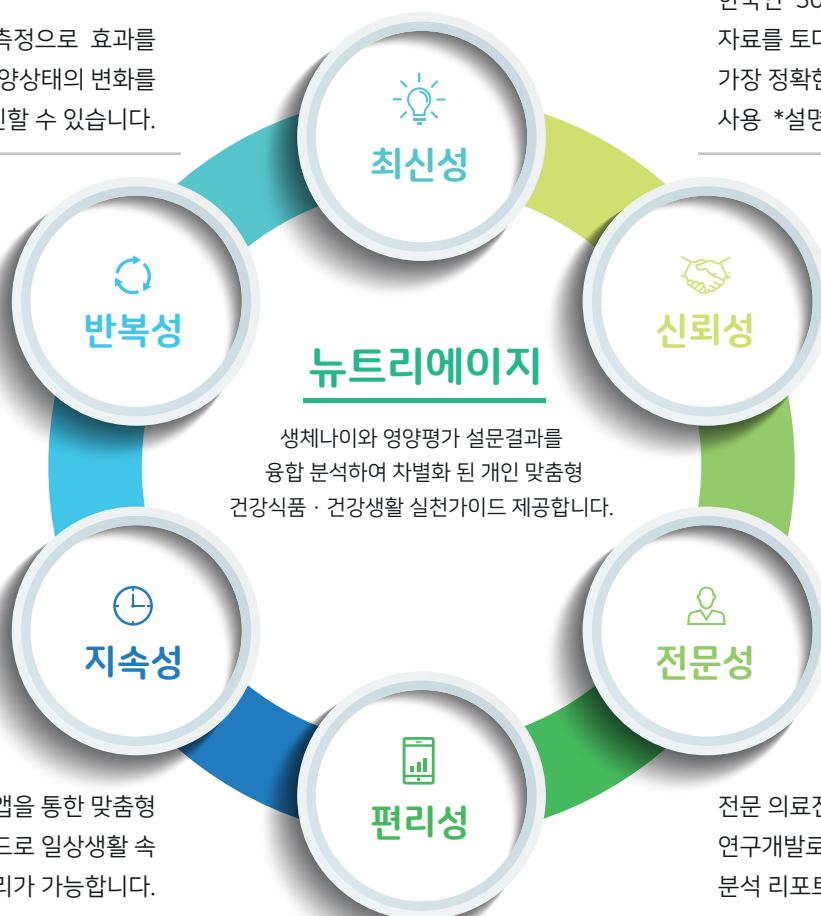 측정으로 효과를
양상태의 변화를
할 수 있습니다.
한국인
자료를 토대
가장 정확한
사용 *설명
최신성
반복성
신뢰성
뉴트리에이지
생체나이와 영양평가 설문결과를
융합 분석하여 차별화 된 개인 맞춤형
건강식품 · 건강생활 실천가이드 제공합니다.
지속성
전문성
편리성
앱을 통한 맞춤형
드로 일상생활 속
리가 가능합니다.
전문 의료진
연구개발로
분석 리포트